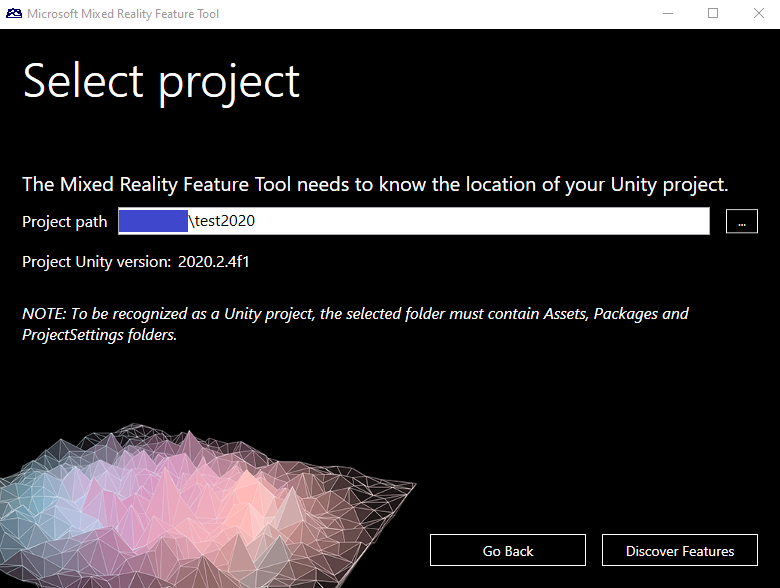 Microsoft Mixed Reality Feature Tool
Select project
The Mixed Reality Feature Tool needs to know the location of your Unity project.
Project path \test2020 ...
Project Unity version: 2020.2.4f1
NOTE: To be recognized as a Unity project, the selected folder must contain Assets, Packages and
ProjectSettings folders.
Go Back Discover Features